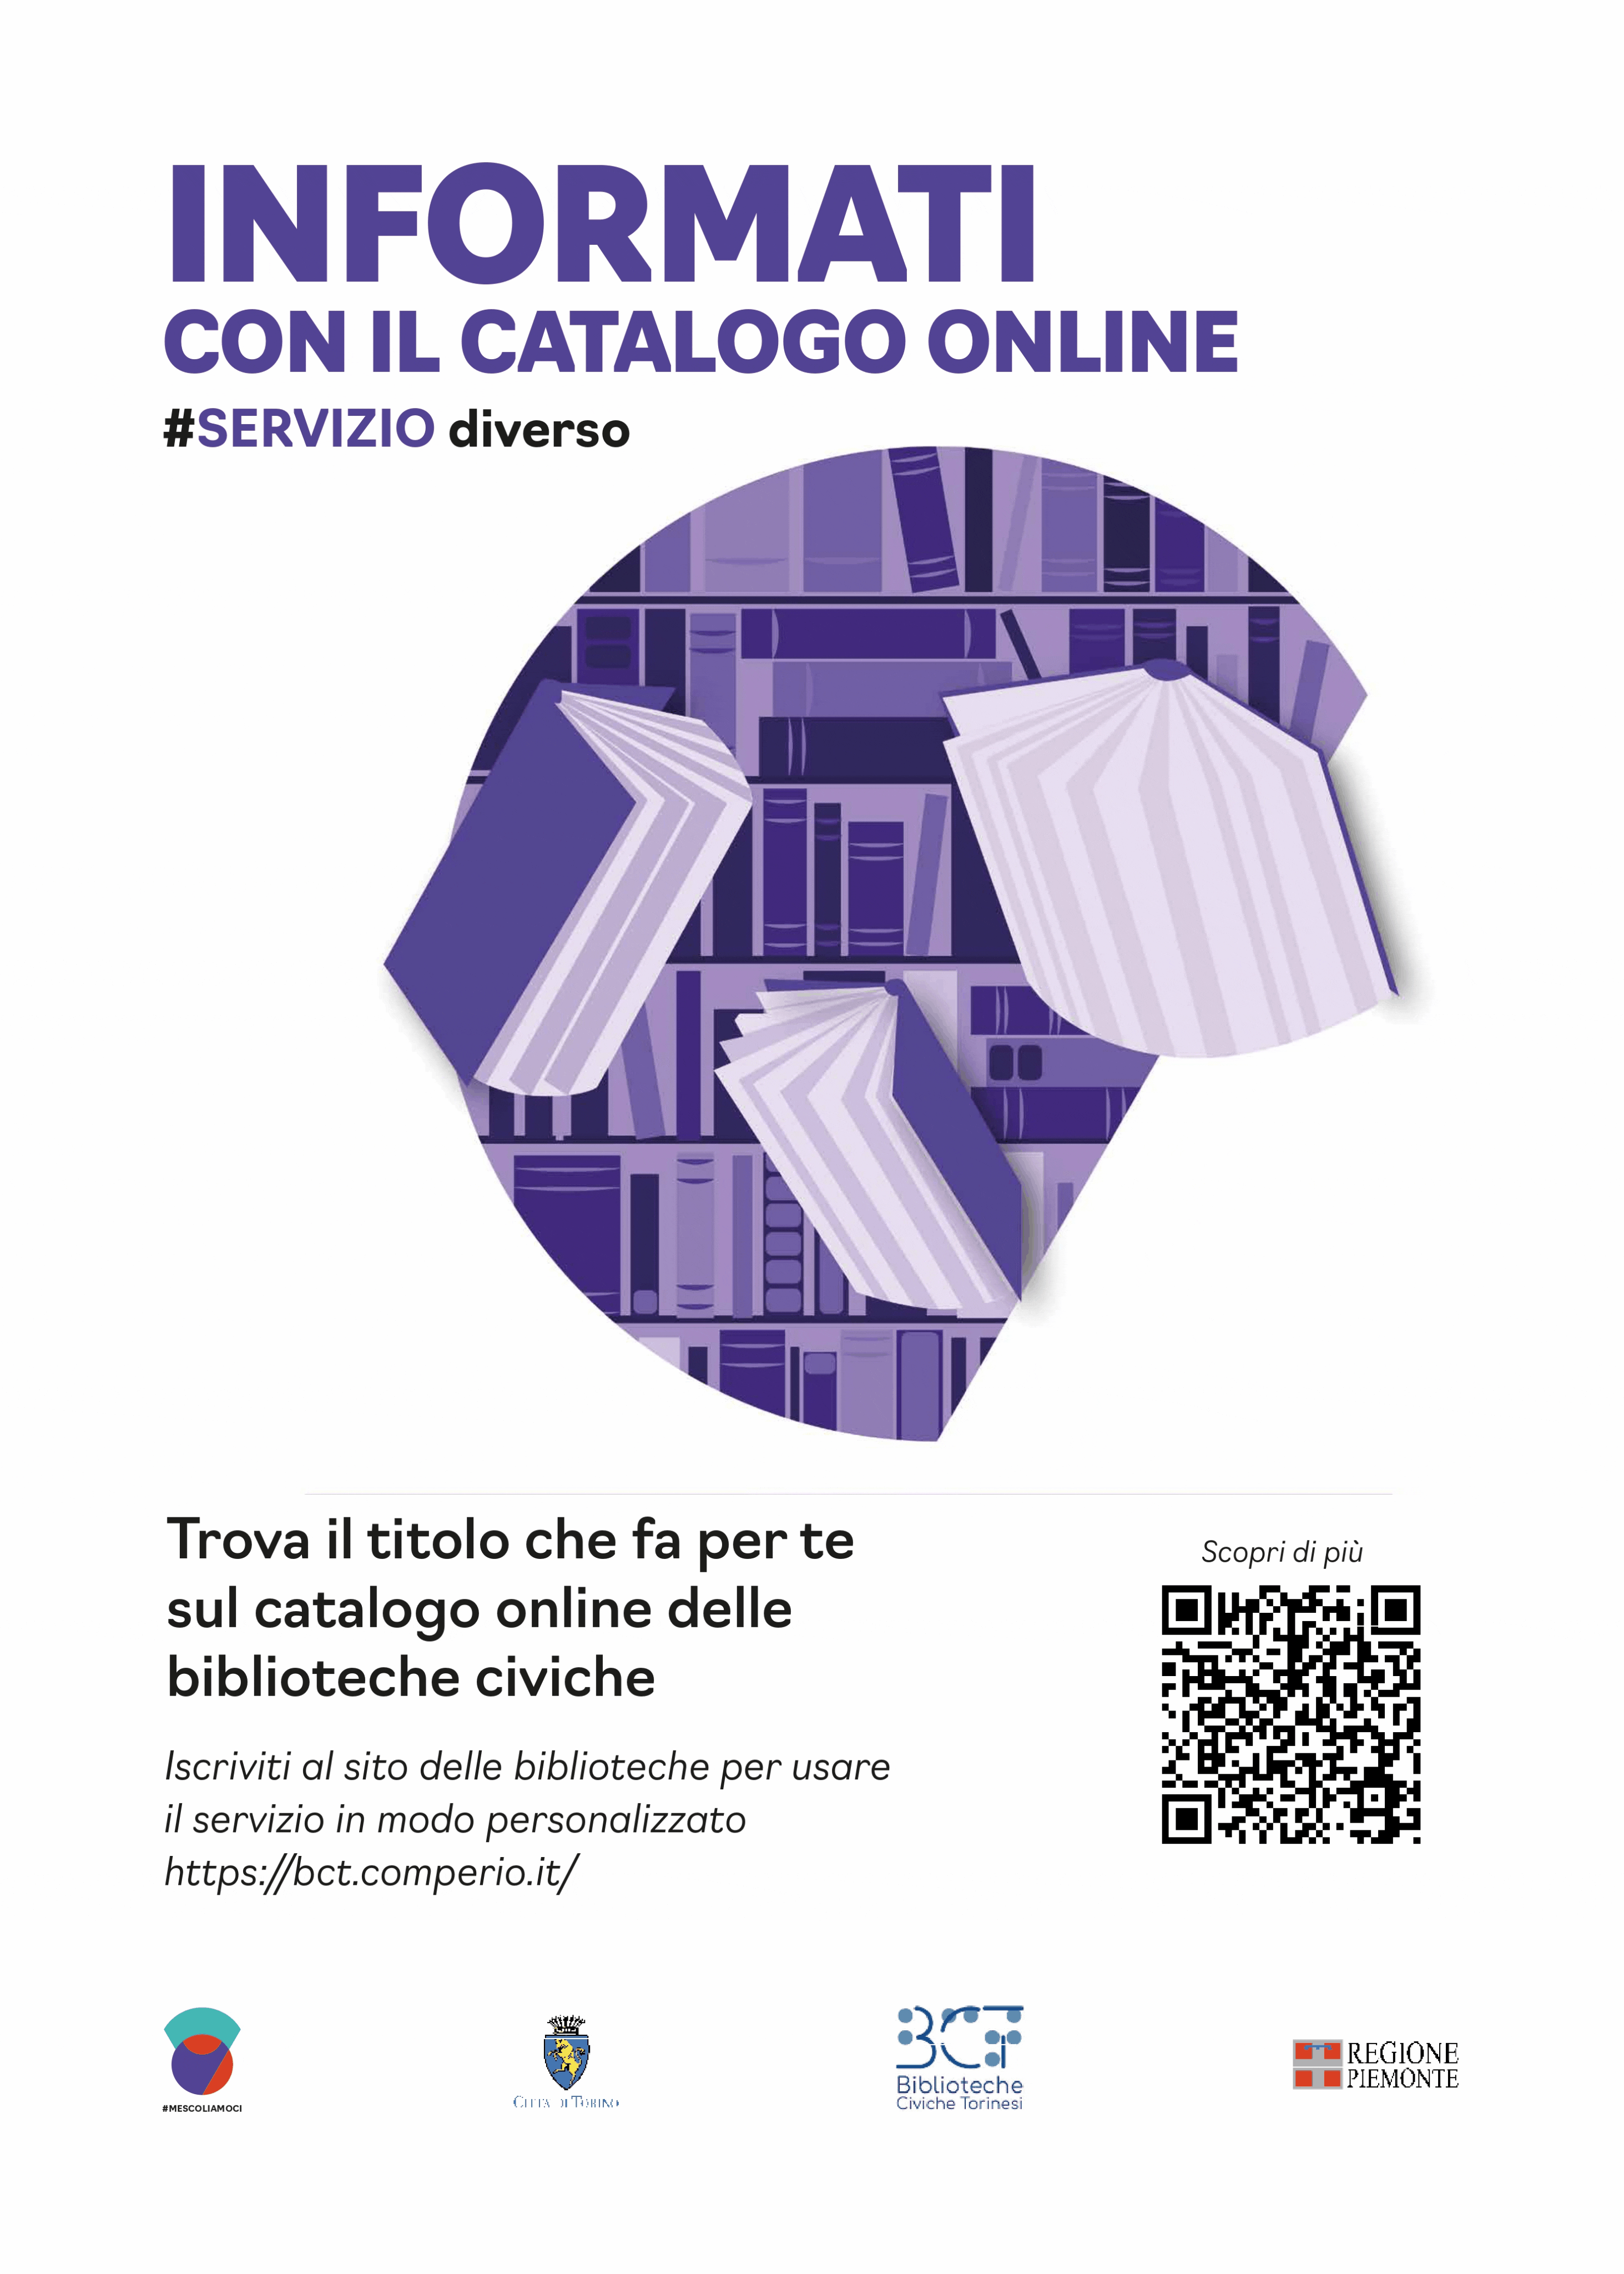 INFORMATI
CON IL CATALOGO ONLINE
#SERVIZIO diverso
Trova il titolo che fa per te
sul catalogo online delle
biblioteche civiche
Scopri di più
Iscriviti al sito delle biblioteche per usare
il servizio in modo personalizzato
https://bct.comperio.it/
#MESCOLIAMOCI
CITTÀ DI TORINO
BCT
Biblioteche
Civiche Torinesi
REGIONE
PIEMONTE